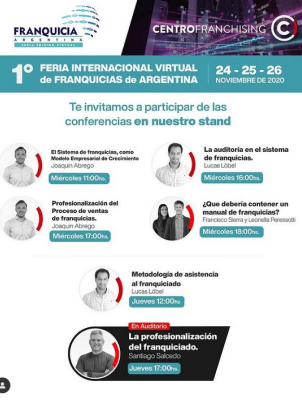 FRANQUICIA
ARGENTINA
FERIA EDICIÓN VIRTUAL
CENTROFRANCHISING
1° FERIA INTERNACIONAL VIRTUAL
de FRANQUICIAS de ARGENTINA
24 - 25 - 26
NOVIEMBRE DE 2020
Te invitamos a participar de las
conferencias en nuestro stand
El Sistema de franquicias, como
Modelo Empresarial de Crecimiento
Joaquin Abrego
Miércoles 11:00hs.
La auditoría en el sistema
de franquicias.
Lucas Löbel
Miércoles 16:00hs.
Profesionalización del
Proceso de ventas
de franquicias.
Joaquin Abrego
Miércoles 17:00hs.
¿Que debería contener un
manual de franquicias?
Francisco Sierra y Leonella Peressotti
Miércoles 18:00hs.
Metodología de asistencia
al franquiciado
Lucas Löbel
Jueves 12:00hs
En Auditorio.
La profesionalización
del franquiciado.
Santiago Salcedo
Jueves 17:00hs.